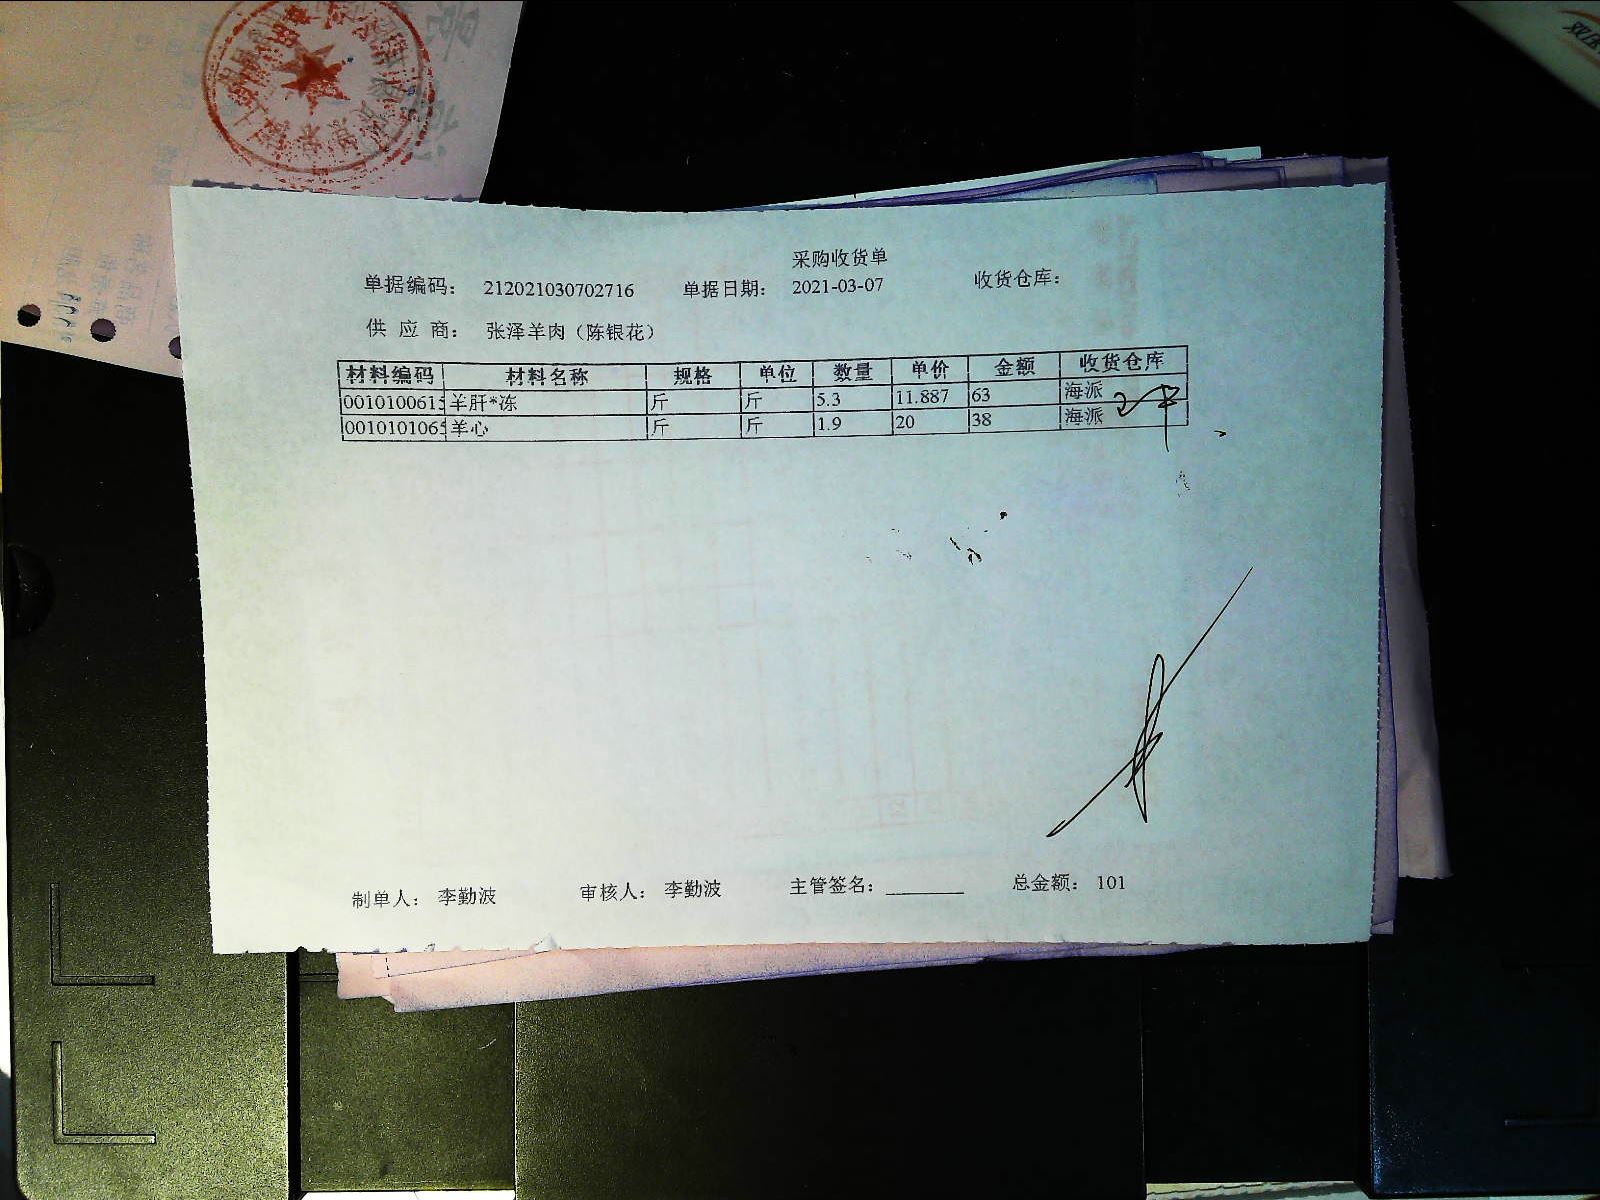 采购收货单
单据编码: 212021030702716 单据日期: 2021-03-07 收货仓库:
供 应 商: 张泽羊肉（陈银花）
材料编码 材料名称 规格 单位 数量 单价 金额 收货仓库
001010061 羊肝*冻 斤 斤 5.3 11.887 63 海派
001010106 羊心 斤 斤 1.9 20 38 海派
制单人: 李勤波 审核人: 李勤波 主管签名: ________ 总金额: 101